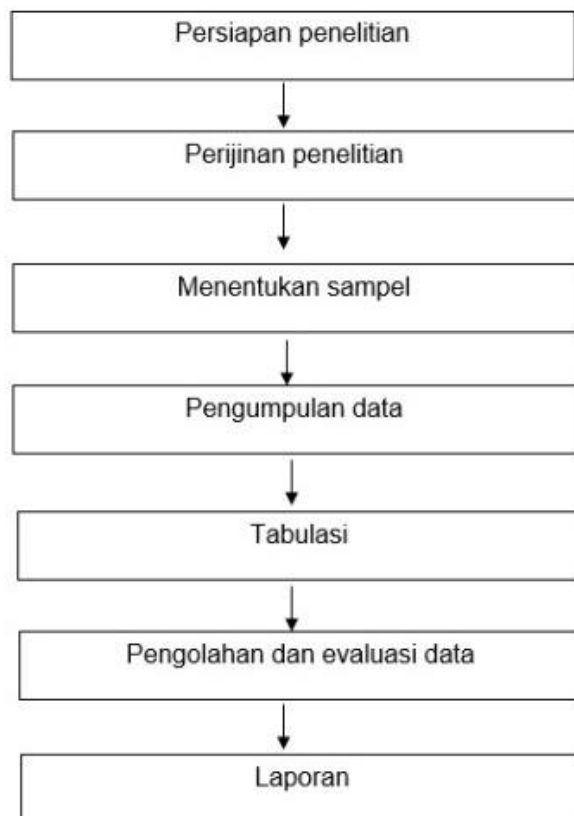 Persiapan penelitian
Perijinan penelitian
Menentukan sampel
Pengumpulan data
Tabulasi
Pengolahan dan evaluasi data
Laporan